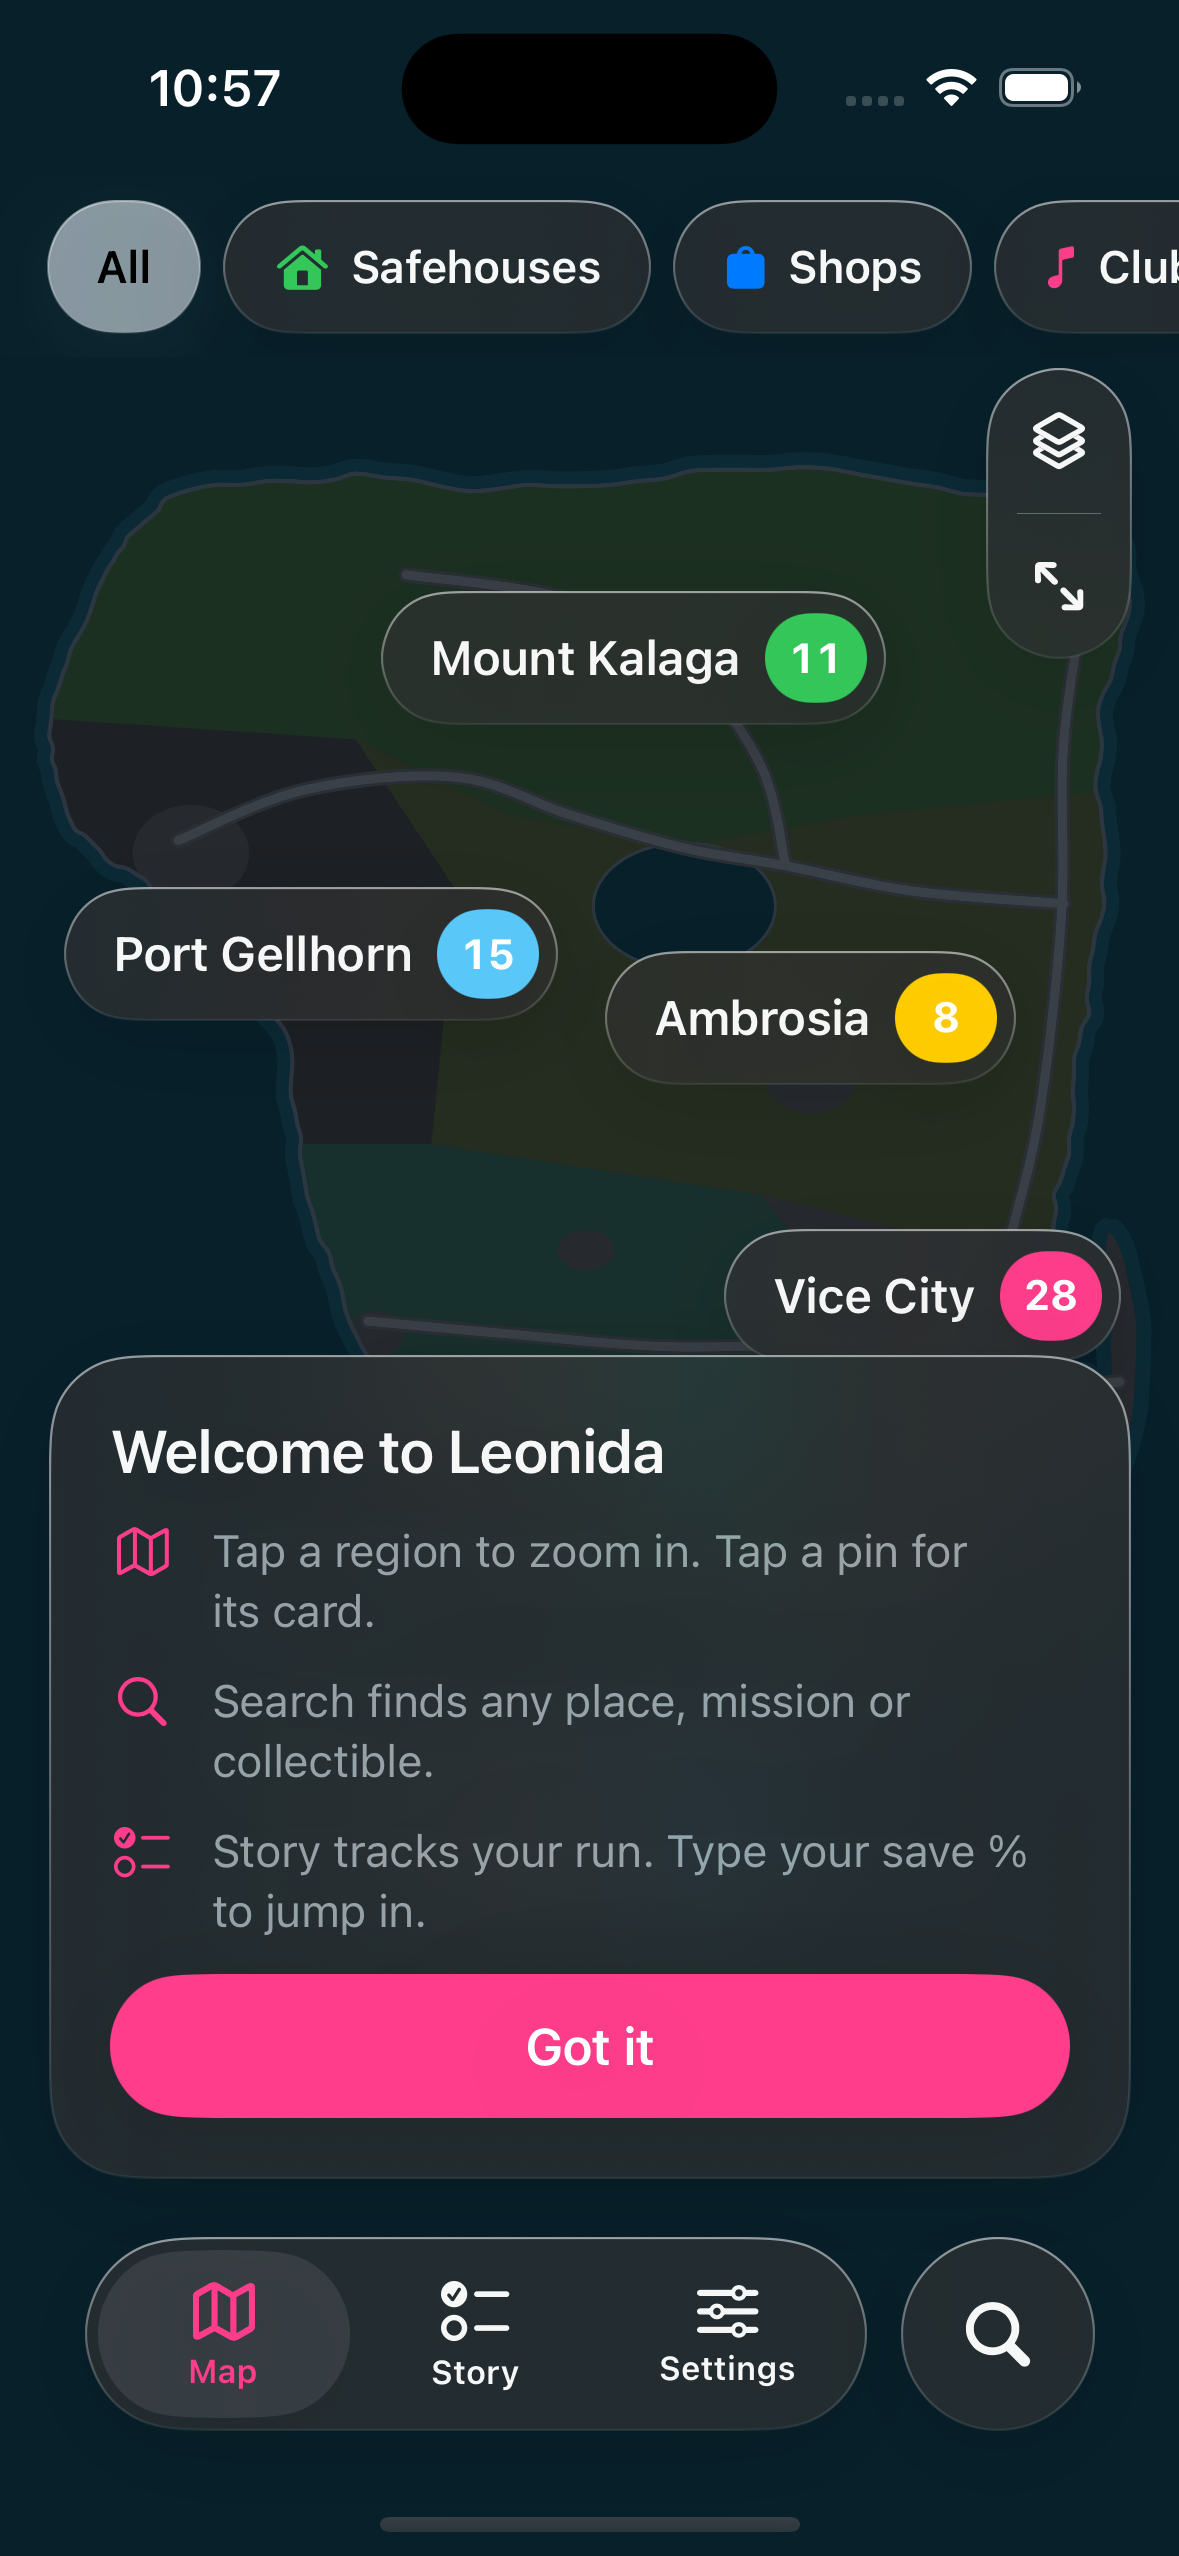 10:57
All
Safehouses
Shops
Club
Mount Kalaga 11
Port Gellhorn 15
Ambrosia 8
Vice City 28
Welcome to Leonida
Tap a region to zoom in. Tap a pin for
its card.
Search finds any place, mission or
collectible.
Story tracks your run. Type your save %
to jump in.
Got it
Map
Story
Settings